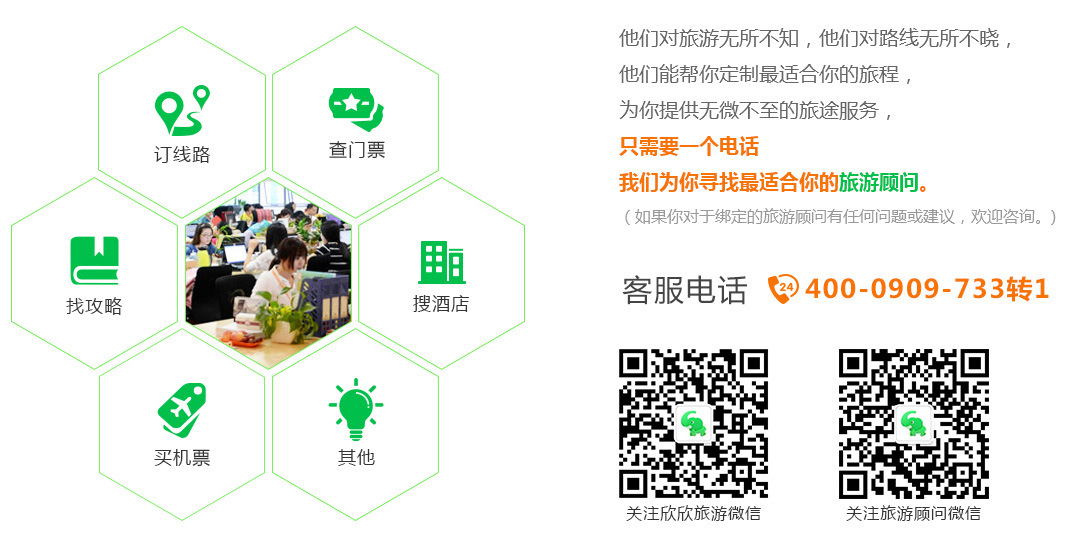 订线路
查门票
找攻略
搜酒店
买机票
其他
他们对旅游无所不知，他们对路线无所不晓，
他们能帮你定制最适合你的旅程，
为你提供无微不至的旅途服务，
只需要一个电话
我们为你寻找最适合你的旅游顾问。
（如果你对于绑定的旅游顾问有任何问题或建议，欢迎咨询。)
客服电话 24 400-0909-733转1
关注欣欣旅游微信
关注旅游顾问微信